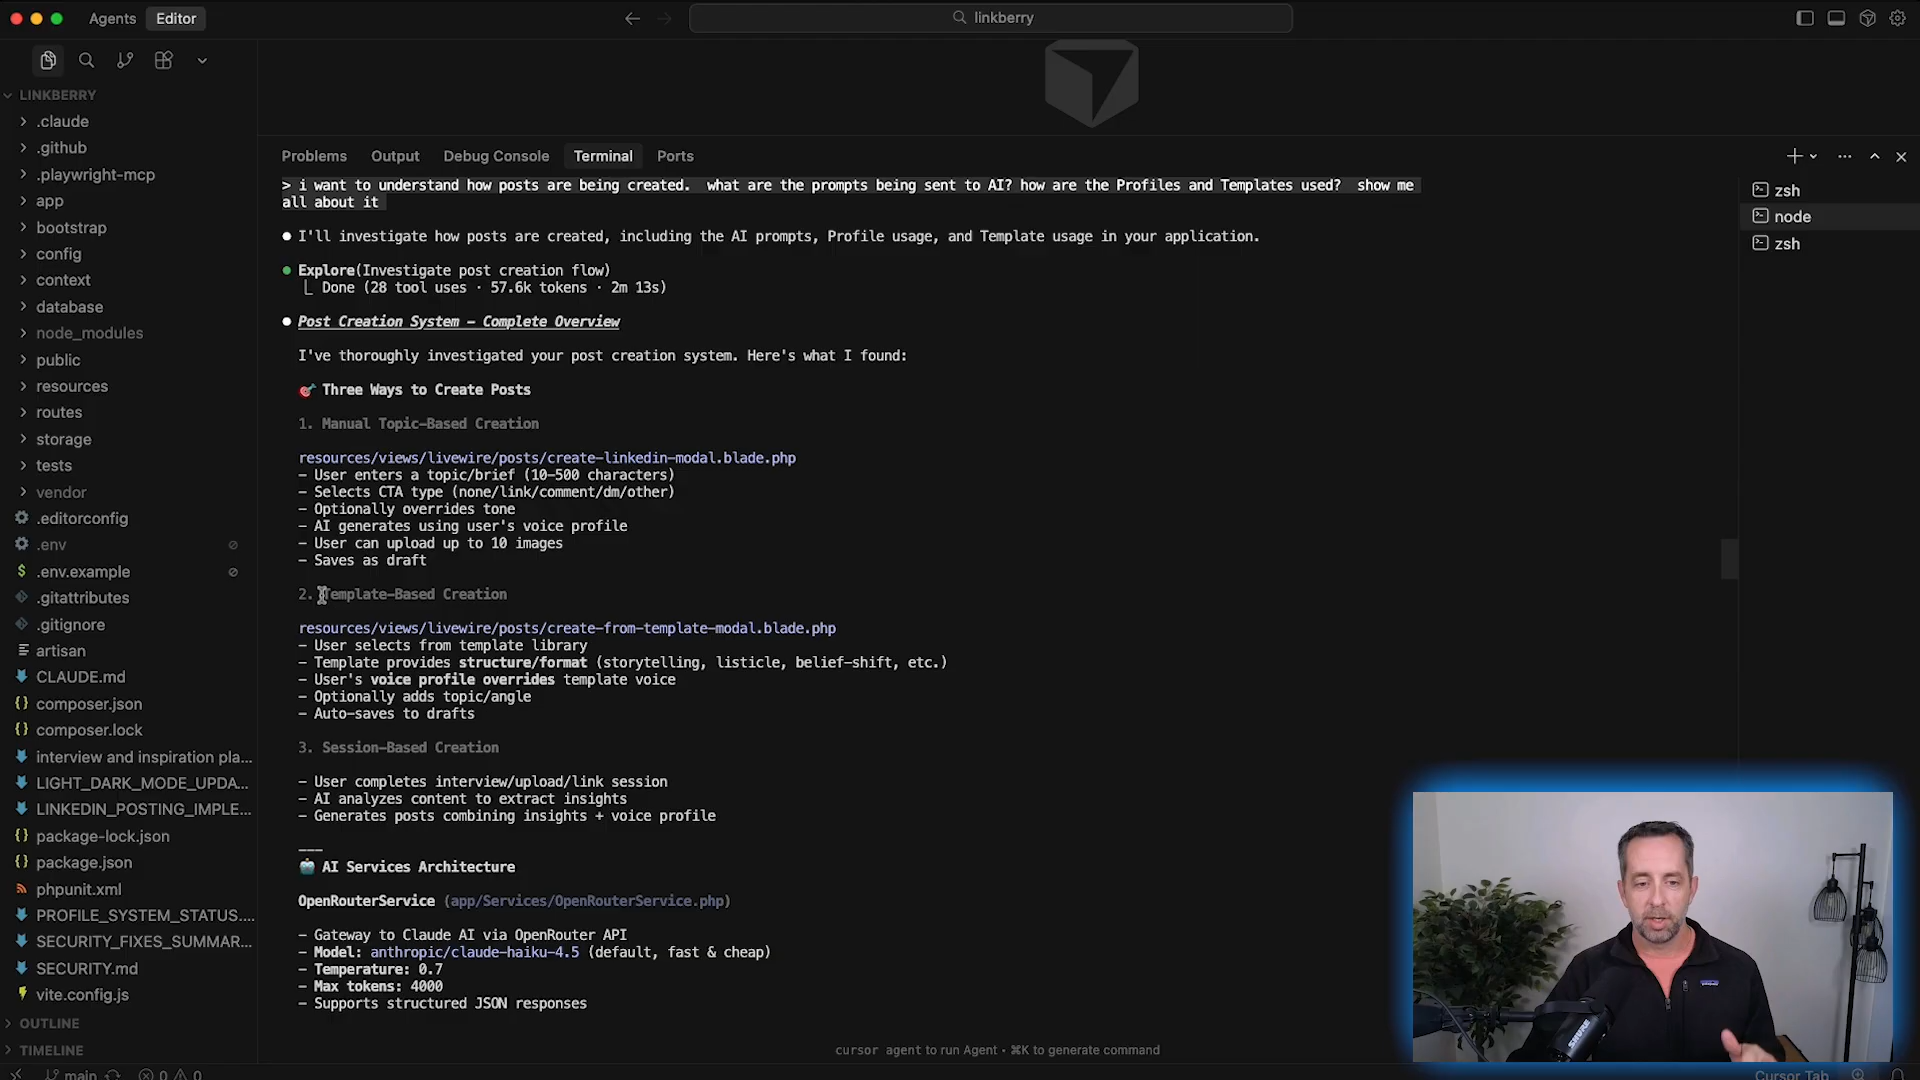 Agents
Editor
linkberry
LINKBERRY
.claude
.github
.playwright-mcp
app
bootstrap
config
context
database
node_modules
public
resources
routes
storage
tests
vendor
.editorconfig
.env
.env.example
.gitattributes
.gitignore
artisan
CLAUDE.md
composer.json
composer.lock
interview and inspiration pla...
LIGHT_DARK_MODE_UPDA...
LINKEDIN_POSTING_IMPLE...
package-lock.json
package.json
phpunit.xml
PROFILE_SYSTEM_STATUS....
SECURITY_FIXES_SUMMAR...
SECURITY.md
vite.config.js
OUTLINE
TIMELINE
main
0 0
Problems Output Debug Console Terminal Ports
> i want to understand how posts are being created.  what are the prompts being sent to AI? how are the Profiles and Templates used?  show me
all about it
● I'll investigate how posts are created, including the AI prompts, Profile usage, and Template usage in your application.
● Explore(Investigate post creation flow)
⎿ Done (28 tool uses · 57.6k tokens · 2m 13s)
● Post Creation System – Complete Overview
I've thoroughly investigated your post creation system. Here's what I found:
🎯 Three Ways to Create Posts
1. Manual Topic-Based Creation
resources/views/livewire/posts/create-linkedin-modal.blade.php
- User enters a topic/brief (10-500 characters)
- Selects CTA type (none/link/comment/dm/other)
- Optionally overrides tone
- AI generates using user's voice profile
- User can upload up to 10 images
- Saves as draft
2. Template-Based Creation
resources/views/livewire/posts/create-from-template-modal.blade.php
- User selects from template library
- Template provides structure/format (storytelling, listicle, belief-shift, etc.)
- User's voice profile overrides template voice
- Optionally adds topic/angle
- Auto-saves to drafts
3. Session-Based Creation
- User completes interview/upload/link session
- AI analyzes content to extract insights
- Generates posts combining insights + voice profile
---
🤖 AI Services Architecture
OpenRouterService (app/Services/OpenRouterService.php)
- Gateway to Claude AI via OpenRouter API
- Model: anthropic/claude-haiku-4.5 (default, fast & cheap)
- Temperature: 0.7
- Max tokens: 4000
- Supports structured JSON responses
cursor agent to run Agent • ⌘K to generate command
zsh
node
zsh
SHURE
Cursor Tab